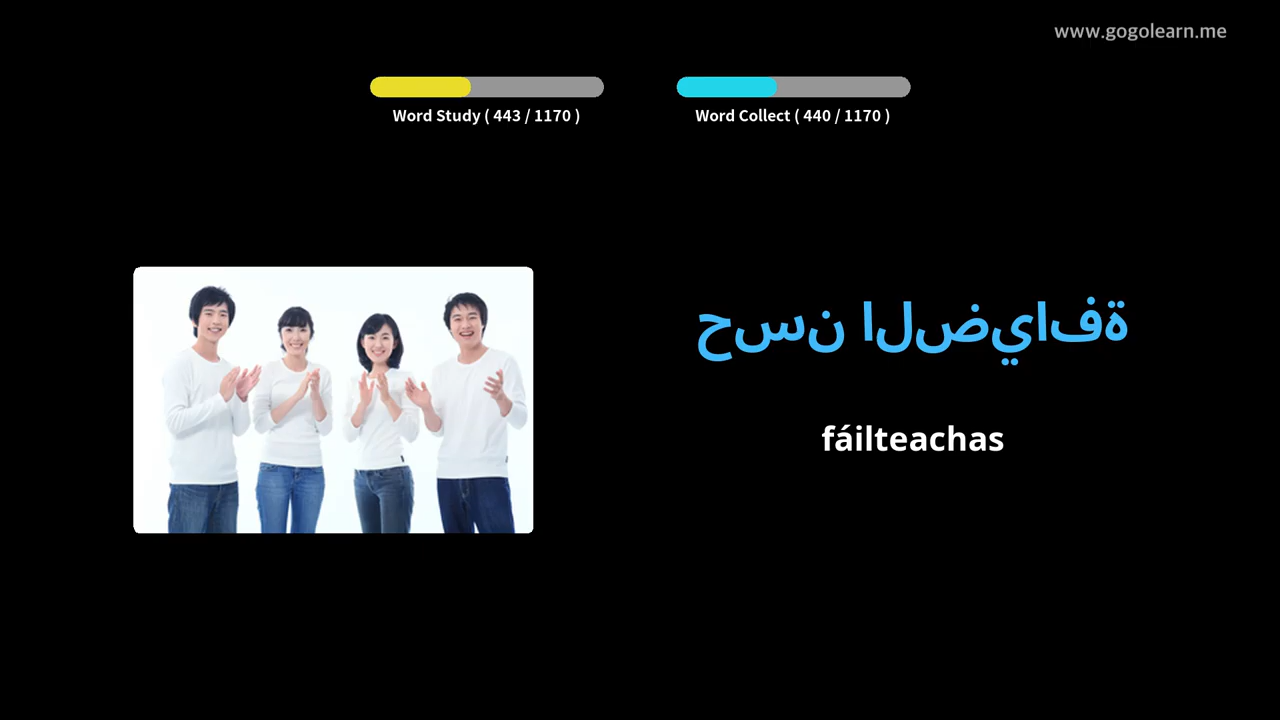 www.gogolearn.me
Word Study ( 443 / 1170 )
Word Collect ( 440 / 1170 )
حسن الضيافة
fáilteachas